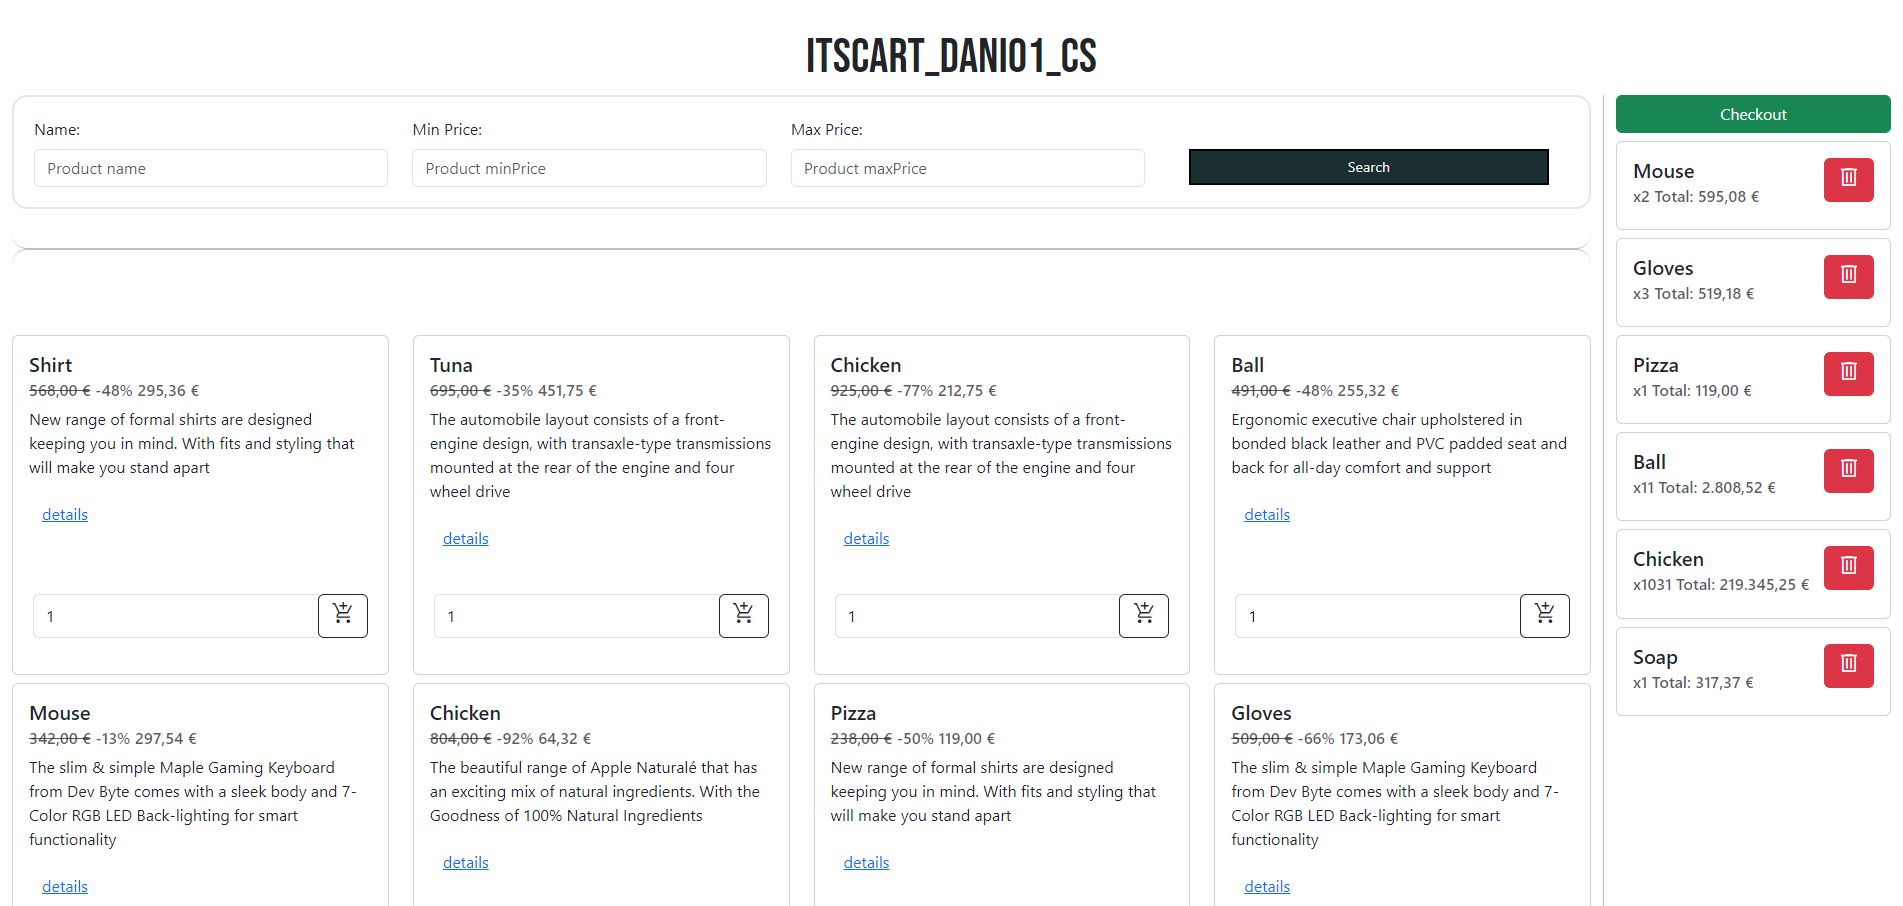 ITSCART_DANI01_CS
Name:
Product name
Min Price:
Product minPrice
Max Price:
Product maxPrice
Search
Shirt
568,00 € -48% 295,36 €
New range of formal shirts are designed
keeping you in mind. With fits and styling that
will make you stand apart
details
1
Tuna
695,00 € -35% 451,75 €
The automobile layout consists of a front-
engine design, with transaxle-type transmissions
mounted at the rear of the engine and four
wheel drive
details
1
Chicken
925,00 € -77% 212,75 €
The automobile layout consists of a front-
engine design, with transaxle-type transmissions
mounted at the rear of the engine and four
wheel drive
details
1
Ball
491,00 € -48% 255,32 €
Ergonomic executive chair upholstered in
bonded black leather and PVC padded seat and
back for all-day comfort and support
details
1
Mouse
342,00 € -13% 297,54 €
The slim & simple Maple Gaming Keyboard
from Dev Byte comes with a sleek body and 7-
Color RGB LED Back-lighting for smart
functionality
details
Chicken
804,00 € -92% 64,32 €
The beautiful range of Apple Naturalé that has
an exciting mix of natural ingredients. With the
Goodness of 100% Natural Ingredients
details
Pizza
238,00 € -50% 119,00 €
New range of formal shirts are designed
keeping you in mind. With fits and styling that
will make you stand apart
details
Gloves
509,00 € -66% 173,06 €
The slim & simple Maple Gaming Keyboard
from Dev Byte comes with a sleek body and 7-
Color RGB LED Back-lighting for smart
functionality
details
Checkout
Mouse
x2 Total: 595,08 €
Gloves
x3 Total: 519,18 €
Pizza
x1 Total: 119,00 €
Ball
x11 Total: 2.808,52 €
Chicken
x1031 Total: 219.345,25 €
Soap
x1 Total: 317,37 €